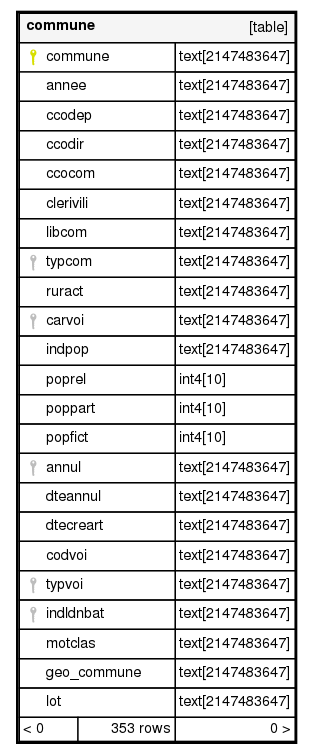 commune [table]
commune text[2147483647]
annee text[2147483647]
ccodep text[2147483647]
ccodir text[2147483647]
ccocom text[2147483647]
clerivili text[2147483647]
libcom text[2147483647]
typcom text[2147483647]
ruract text[2147483647]
carvoi text[2147483647]
indpop text[2147483647]
poprel int4[10]
poppart int4[10]
popfict int4[10]
annul text[2147483647]
dteannul text[2147483647]
dtecreart text[2147483647]
codvoi text[2147483647]
typvoi text[2147483647]
indldnbat text[2147483647]
motclas text[2147483647]
geo_commune text[2147483647]
lot text[2147483647]
< 0 353 rows 0 >